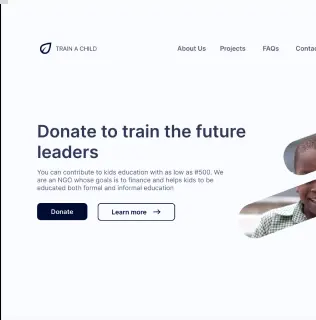 TRAIN A CHILD
About Us Projects FAQs Contac
Donate to train the future
leaders
You can contribute to kids education with as low as #500, We
are an NGO whose goals is to finance and helps kids to be
educated both formal and informal education
Donate Learn more